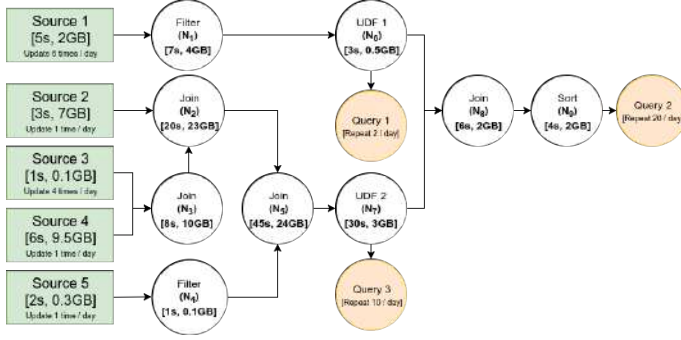 Source 1
[5s, 2GB]
Update 6 times / day
Filter
(N1)
[7s, 4GB]
UDF 1
(N6)
[3s, 0.5GB]
Source 2
[3s, 7GB]
Update 1 time / day
Join
(N2)
[20s, 23GB]
Query 1
[Repeat 2 / day]
Join
(N8)
[6s, 2GB]
Sort
(N9)
[4s, 2GB]
Query 2
[Repeat 20 / day]
Source 3
[1s, 0.1GB]
Update 4 times / day
Source 4
[6s, 9.5GB]
Update 1 time / day
Join
(N3)
[8s, 10GB]
Join
(N5)
[45s, 24GB]
UDF 2
(N7)
[30s, 3GB]
Source 5
[2s, 0.3GB]
Update 1 time / day
Filter
(N4)
[1s, 0.1GB]
Query 3
[Repeat 10 / day]